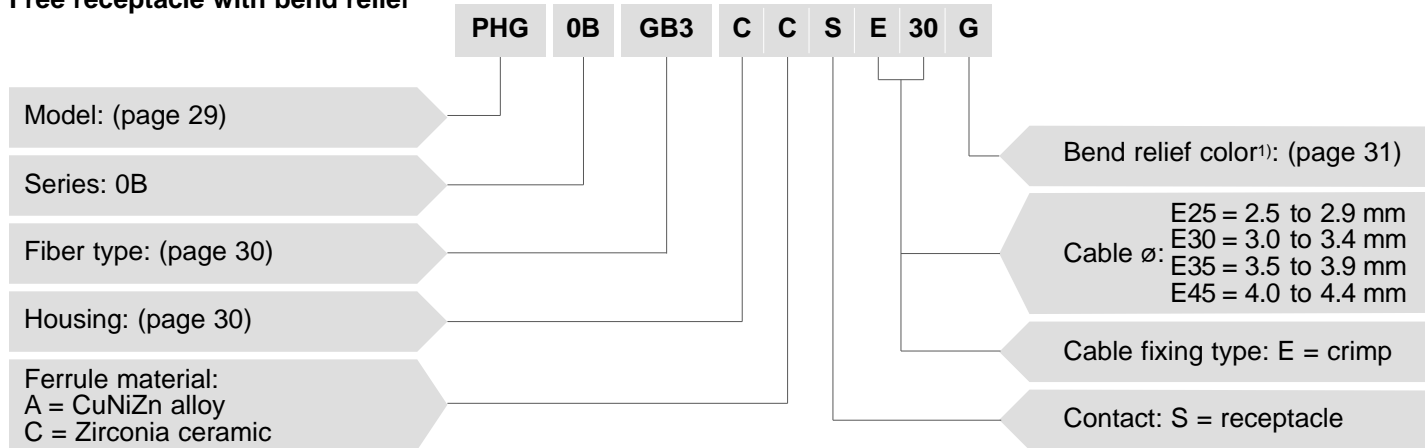 Free receptacle with bend relief
PHG 0B GB3 C C S E 30 G
Model: (page 29)
Series: 0B
Fiber type: (page 30)
Housing: (page 30)
Ferrule material:
A = CuNiZn alloy
C = Zirconia ceramic
Bend relief color1): (page 31)
Cable ø:
E25 = 2.5 to 2.9 mm
E30 = 3.0 to 3.4 mm
E35 = 3.5 to 3.9 mm
E45 = 4.0 to 4.4 mm
Cable fixing type: E = crimp
Contact: S = receptacle